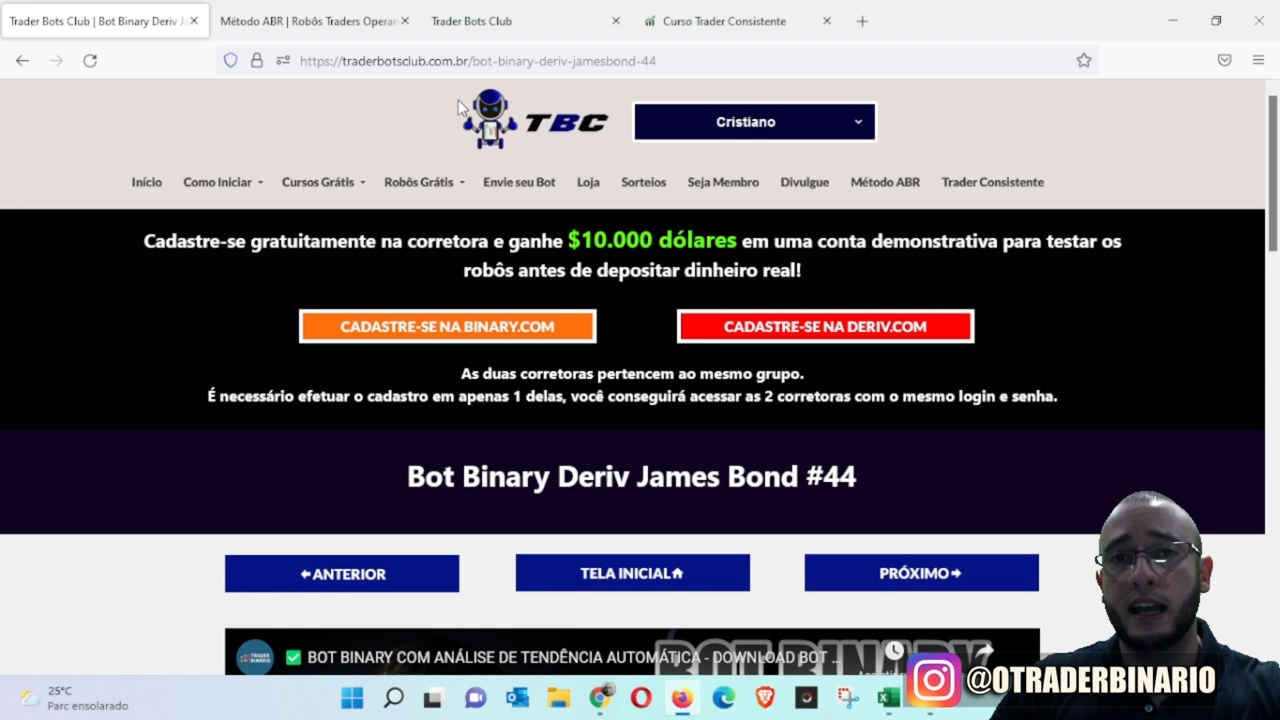 Trader Bots Club | Bot Binary Deriv Ja
Método ABR | Robôs Traders Operan
Trader Bots Club
Curso Trader Consistente
https://traderbotsclub.com.br/bot-binary-deriv-jamesbond-44
TBC
Cristiano
Início
Como Iniciar
Cursos Grátis
Robôs Grátis
Envie seu Bot
Loja
Sorteios
Seja Membro
Divulgue
Método ABR
Trader Consistente
Cadastre-se gratuitamente na corretora e ganhe $10.000 dólares em uma conta demonstrativa para testar os
robôs antes de depositar dinheiro real!
CADASTRE-SE NA BINARY.COM
CADASTRE-SE NA DERIV.COM
As duas corretoras pertencem ao mesmo grupo.
É necessário efetuar o cadastro em apenas 1 delas, você conseguirá acessar as 2 corretoras com o mesmo login e senha.
Bot Binary Deriv James Bond #44
ANTERIOR
TELA INICIAL
PRÓXIMO
BOT BINARY
TRADER BINÁRIO
BOT BINARY COM ANÁLISE DE TENDÊNCIA AUTOMÁTICA - DOWNLOAD BOT ...
@OTRADERBINARIO
25°C
Parc ensolarado